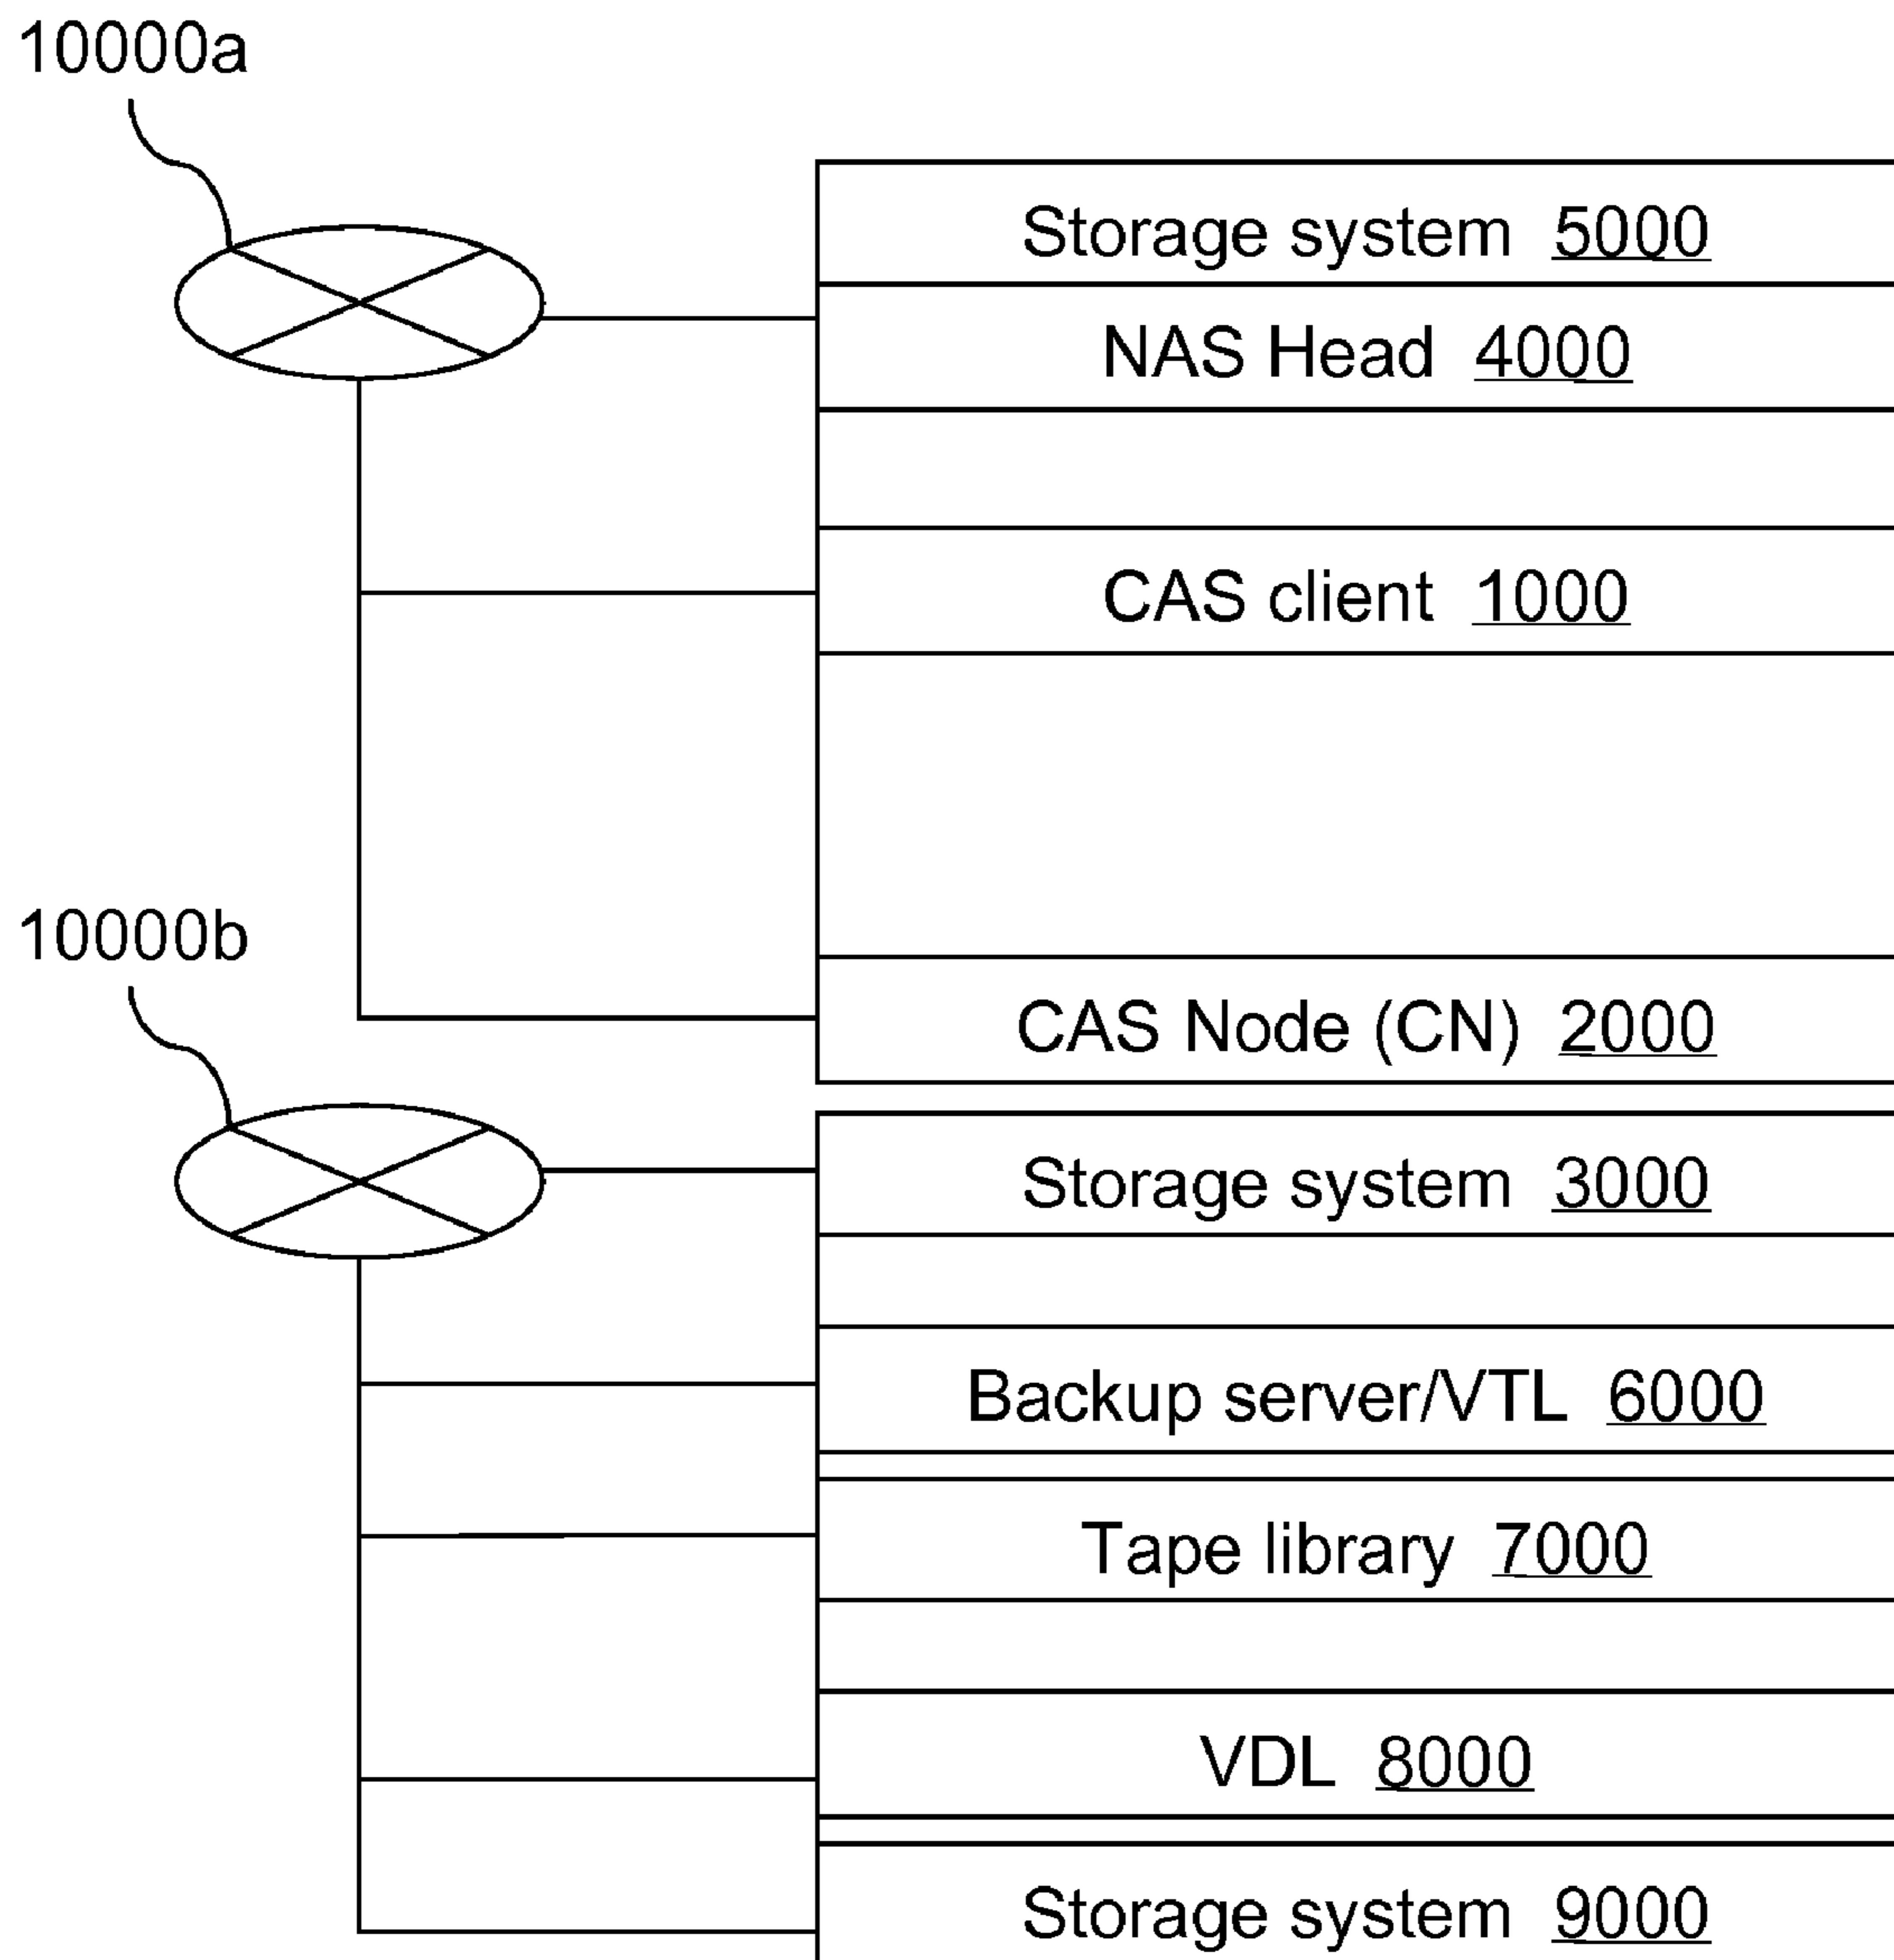 10000a
Storage system 5000
NAS Head 4000
CAS client 1000
10000b
CAS Node (CN) 2000
Storage system 3000
Backup server/VTL 6000
Tape library 7000
VDL 8000
Storage system 9000